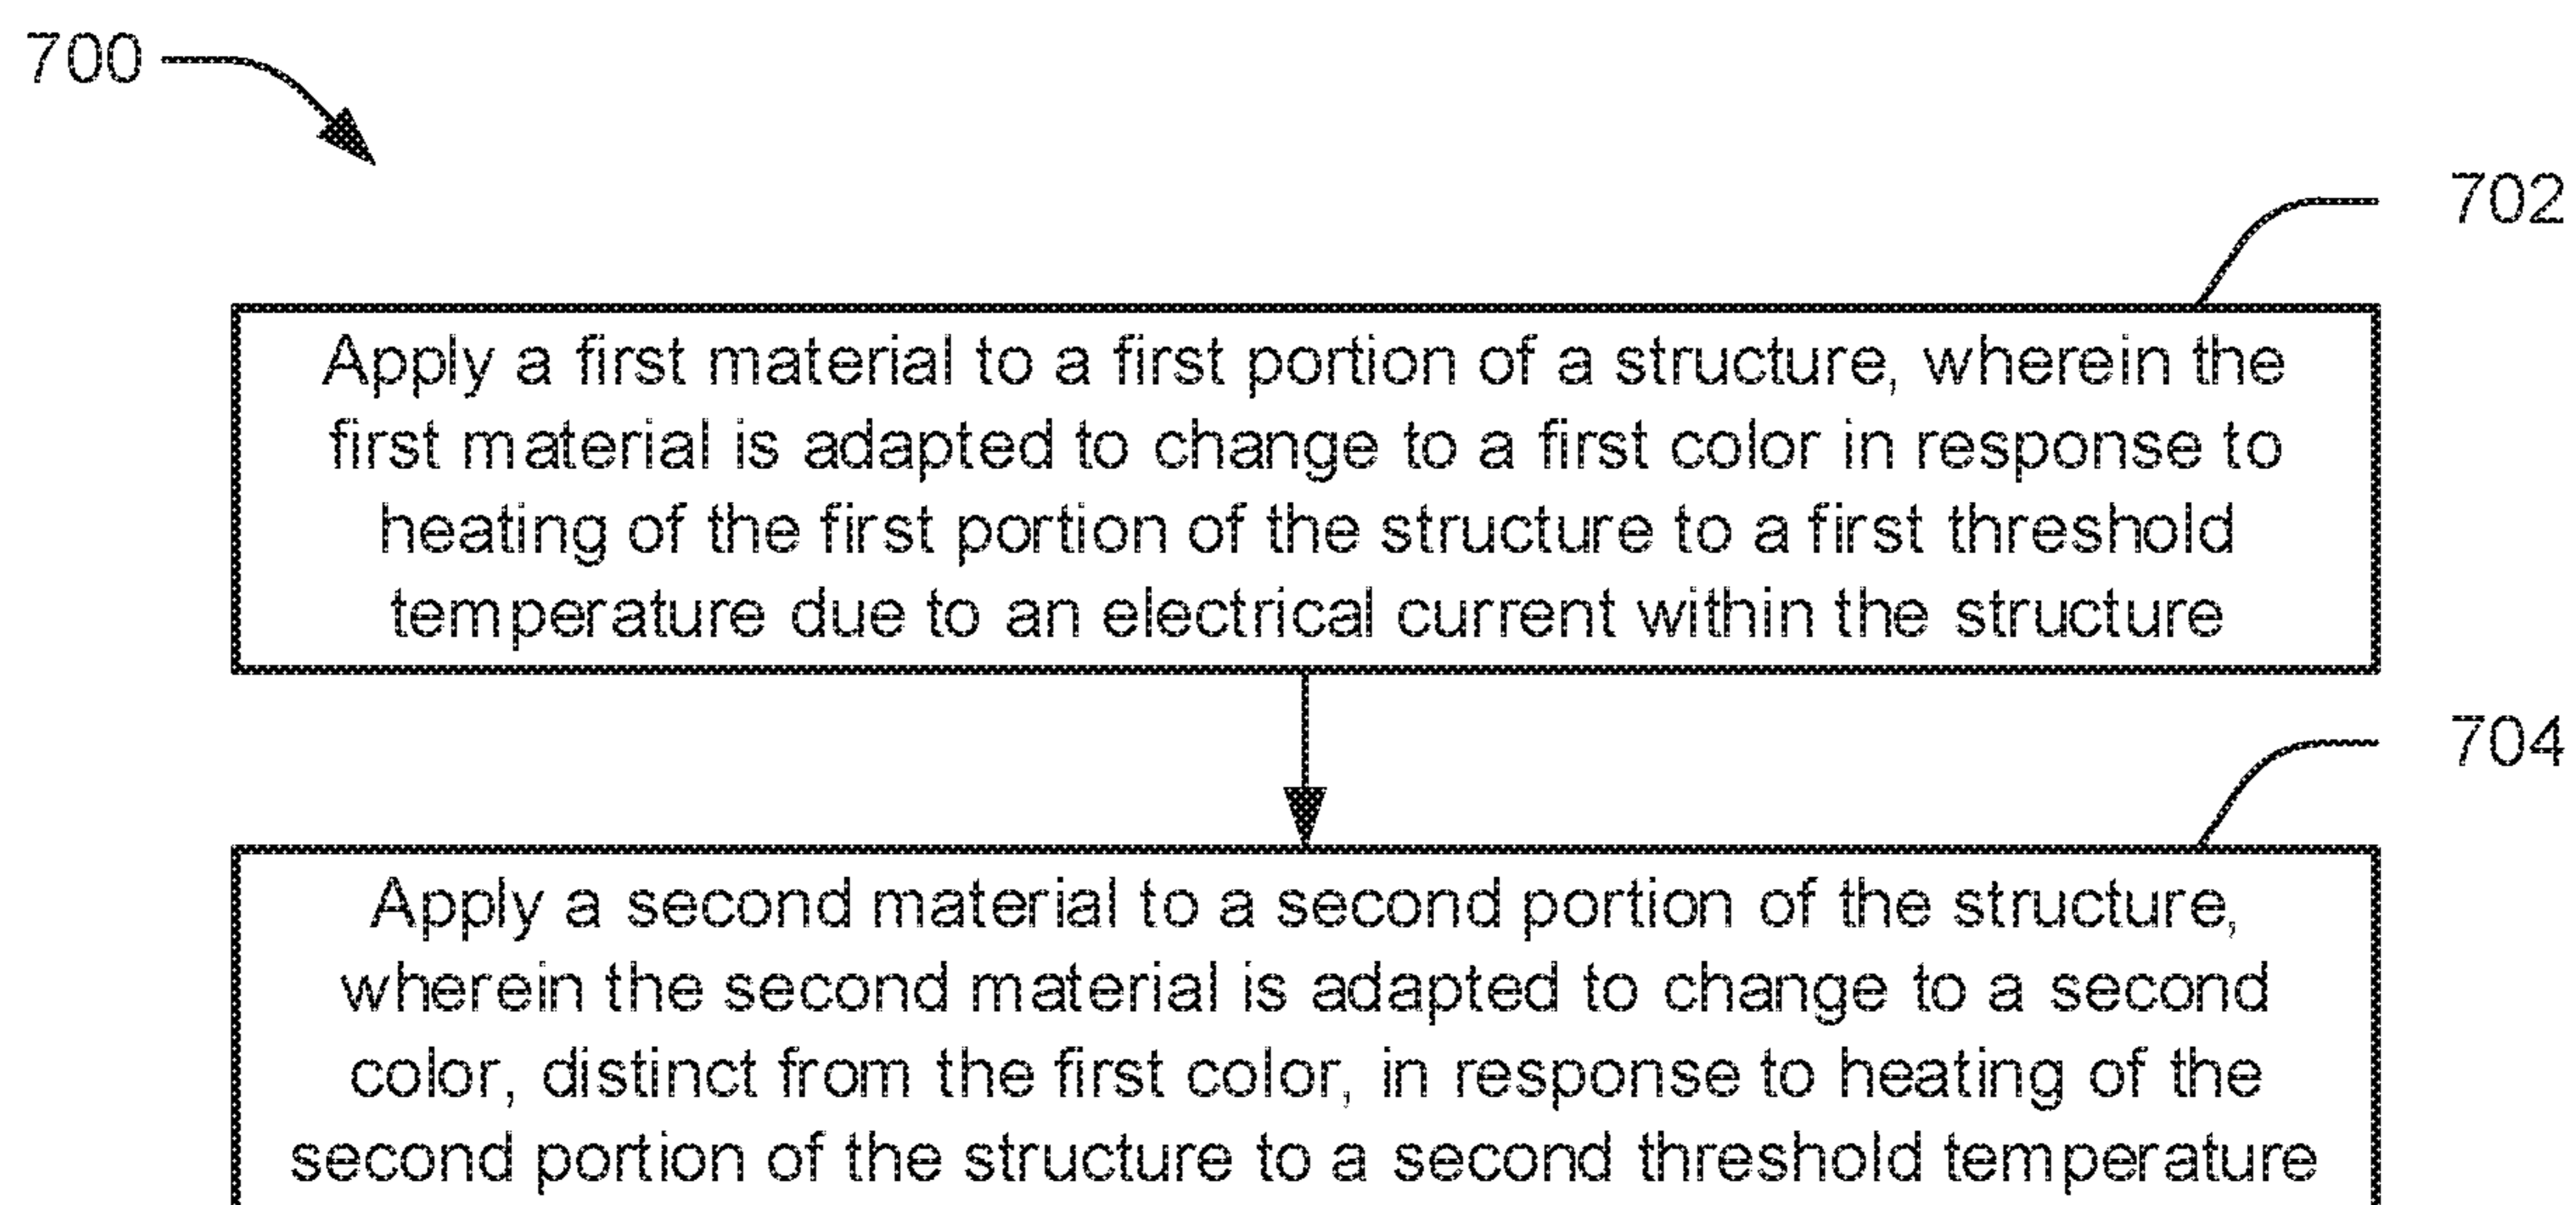 700
702
Apply a first material to a first portion of a structure, wherein the
first material is adapted to change to a first color in response to
heating of the first portion of the structure to a first threshold
temperature due to an electrical current within the structure
704
Apply a second material to a second portion of the structure,
wherein the second material is adapted to change to a second
color, distinct from the first color, in response to heating of the
second portion of the structure to a second threshold temperature